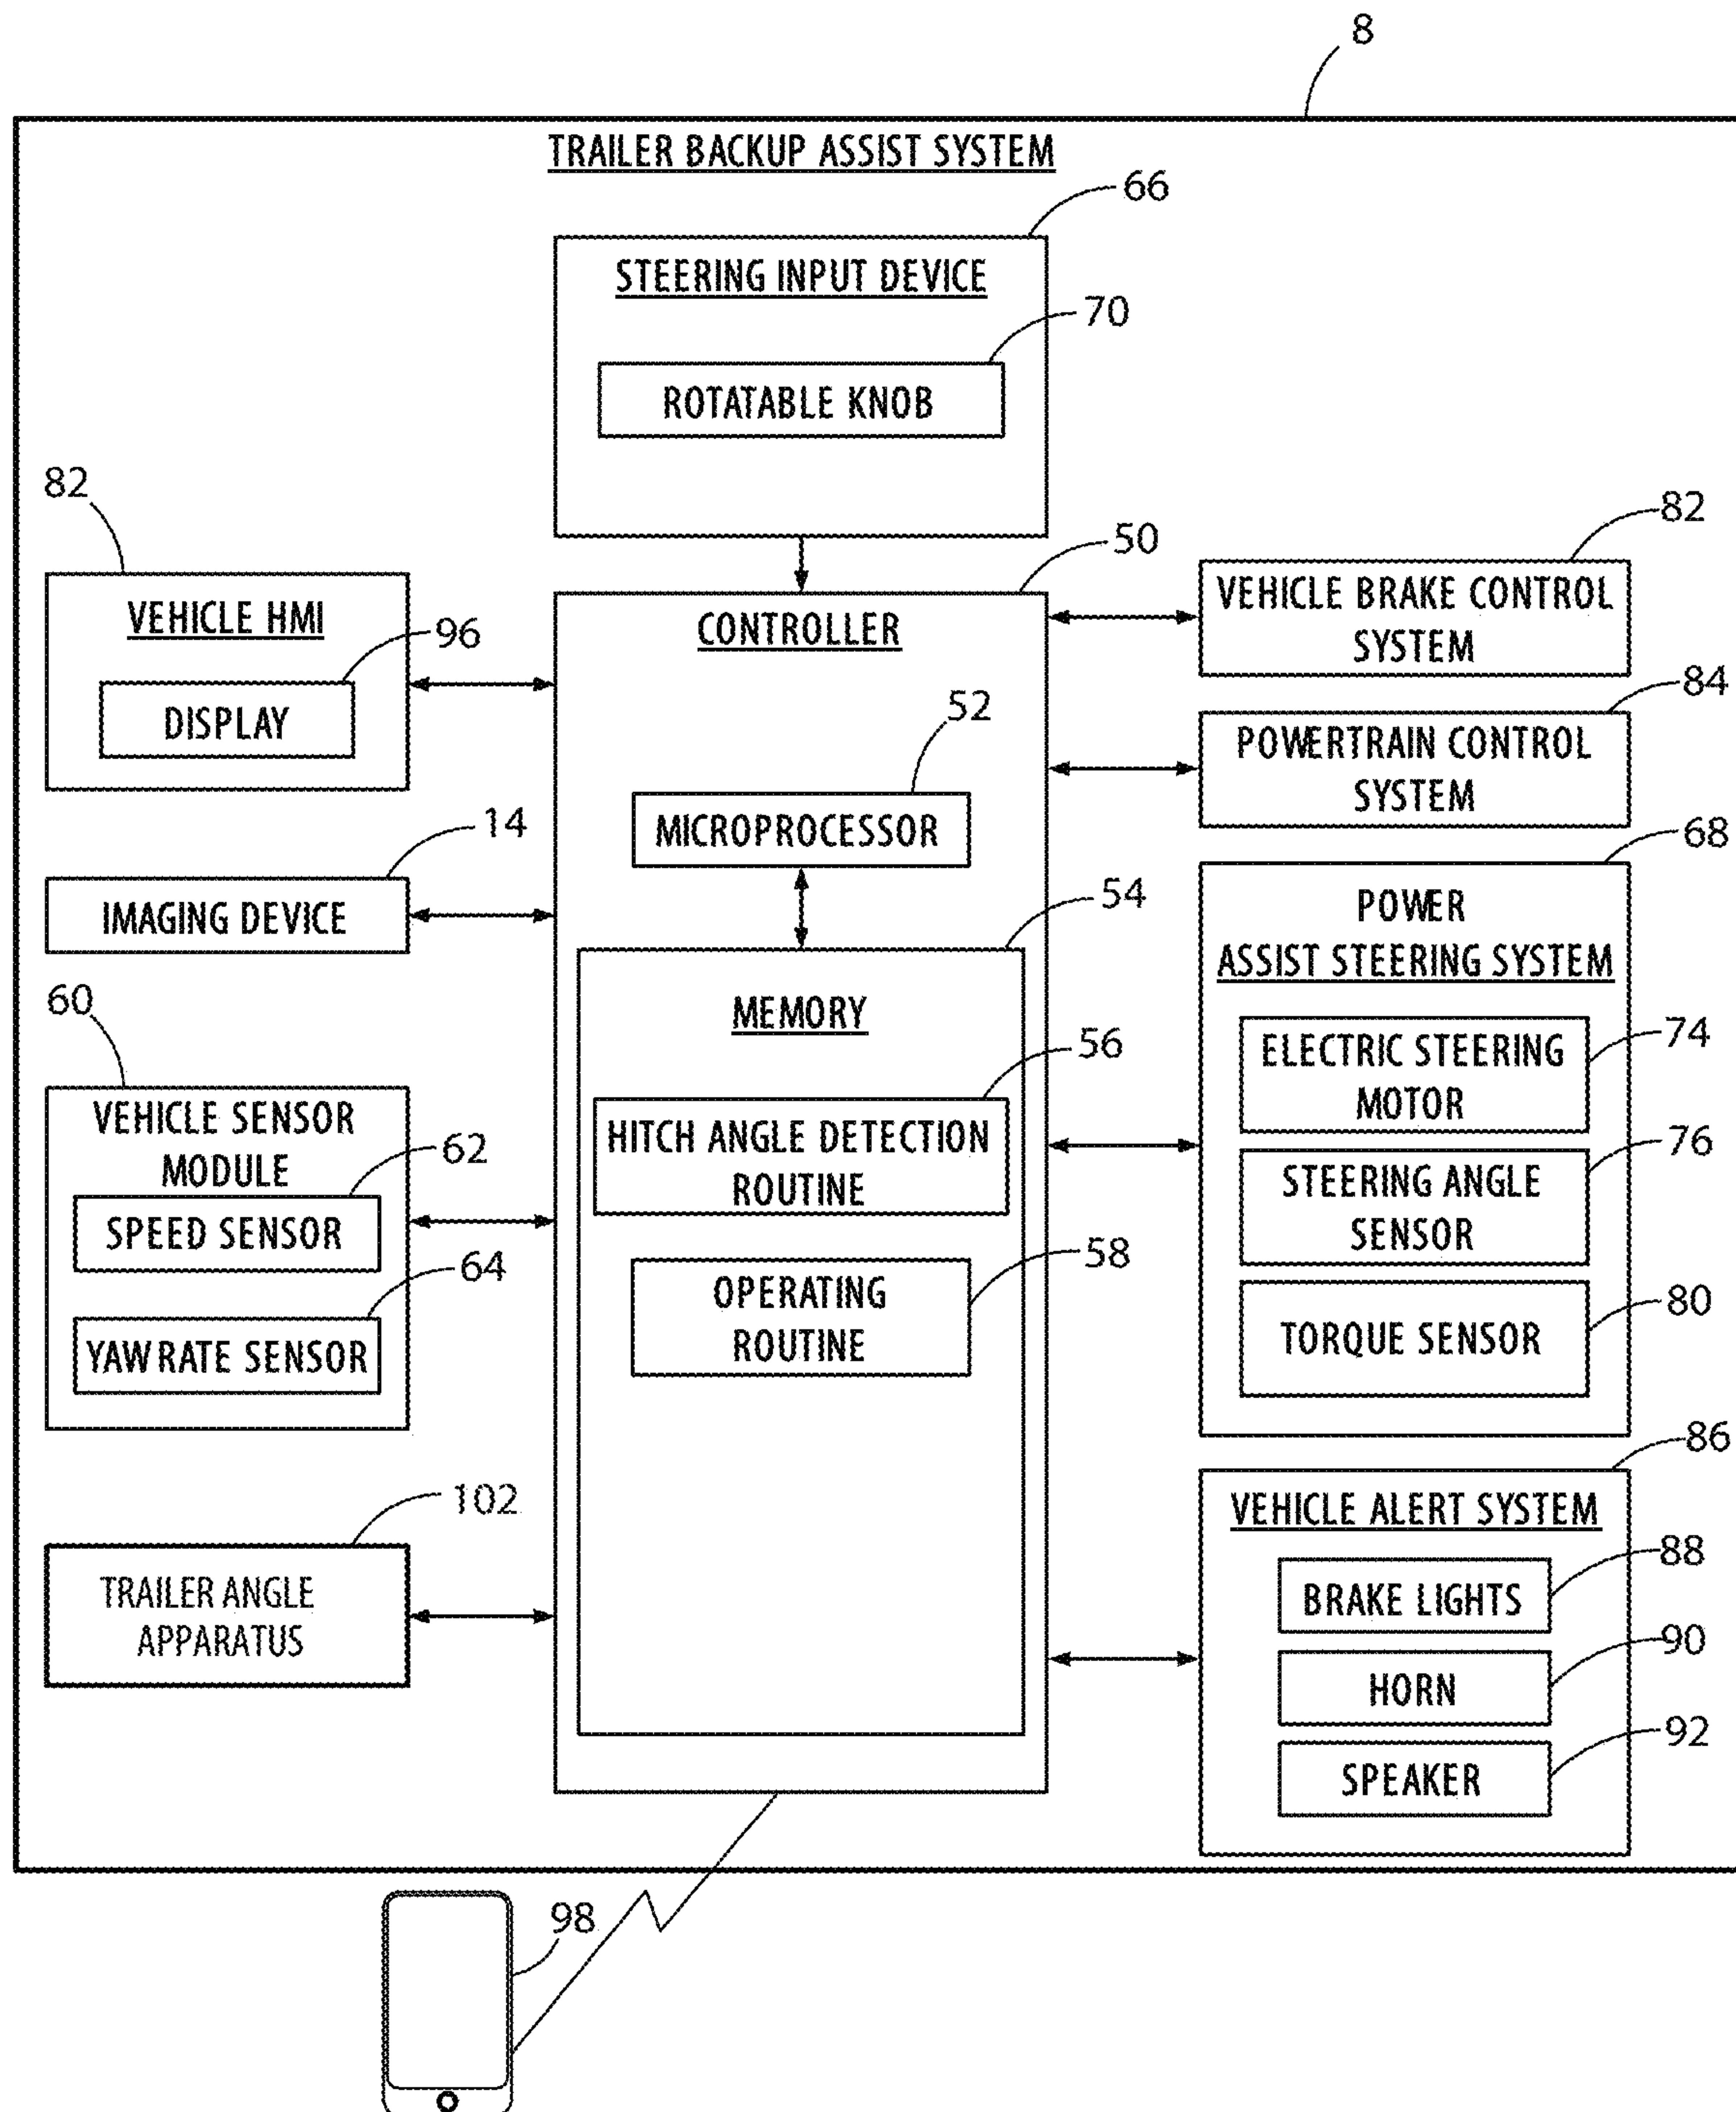 8
TRAILER BACKUP ASSIST SYSTEM
66
STEERING INPUT DEVICE
70
ROTATABLE KNOB
82
VEHICLE HMI
96
DISPLAY
14
IMAGING DEVICE
60
VEHICLE SENSOR
MODULE
62
SPEED SENSOR
64
YAW RATE SENSOR
102
TRAILER ANGLE
APPARATUS
50
CONTROLLER
52
MICROPROCESSOR
54
MEMORY
56
HITCH ANGLE DETECTION
ROUTINE
58
OPERATING
ROUTINE
82
VEHICLE BRAKE CONTROL
SYSTEM
84
POWERTRAIN CONTROL
SYSTEM
68
POWER
ASSIST STEERING SYSTEM
74
ELECTRIC STEERING
MOTOR
76
STEERING ANGLE
SENSOR
80
TORQUE SENSOR
86
VEHICLE ALERT SYSTEM
88
BRAKE LIGHTS
90
HORN
92
SPEAKER
98